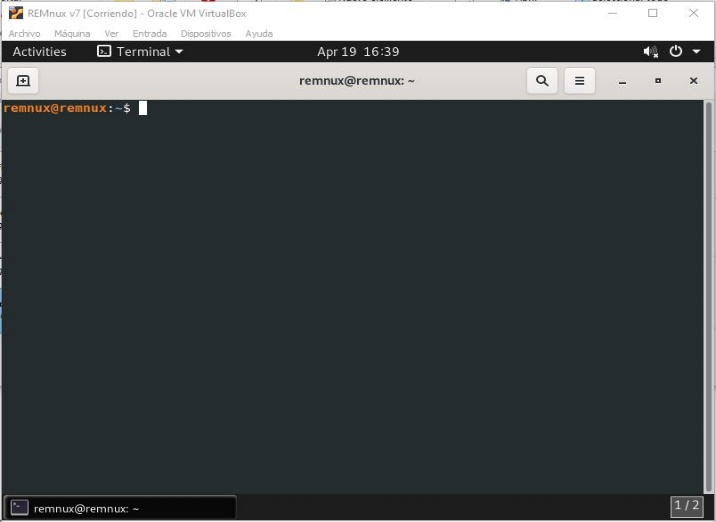 REMnux v7 [Corriendo] - Oracle VM VirtualBox
Archivo Máquina Ver Entrada Dispositivos Ayuda
Activities Terminal Apr 19 16:39
remnux@remnux: ~
remnux@remnux:~$
remnux@remnux: ~
1 / 2